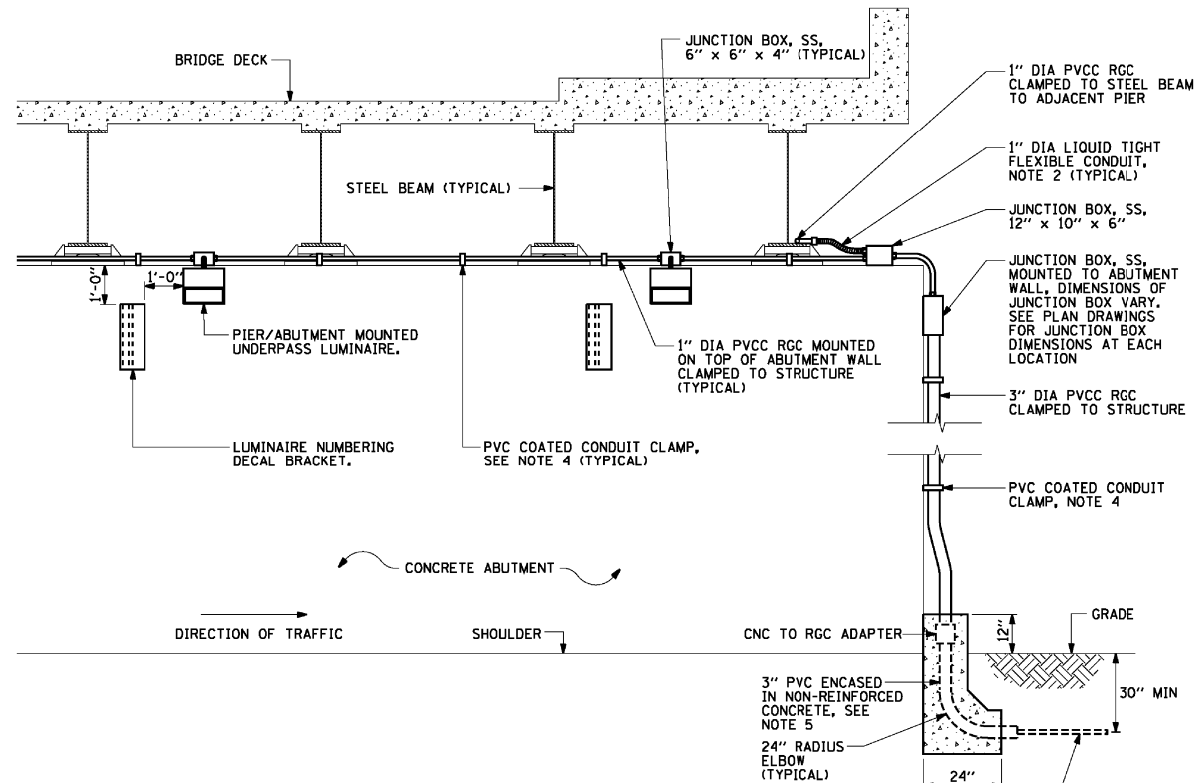 BRIDGE DECK
JUNCTION BOX, SS,
6" x 6" x 4" (TYPICAL)
1" DIA PVCC RGC
CLAMPED TO STEEL BEAM
TO ADJACENT PIER
1" DIA LIQUID TIGHT
FLEXIBLE CONDUIT,
NOTE 2 (TYPICAL)
STEEL BEAM (TYPICAL)
JUNCTION BOX, SS,
12" x 10" x 6"
JUNCTION BOX, SS,
MOUNTED TO ABUTMENT
WALL, DIMENSIONS OF
JUNCTION BOX VARY.
SEE PLAN DRAWINGS
FOR JUNCTION BOX
DIMENSIONS AT EACH
LOCATION
1'-0"
1'-0"
PIER/ABUTMENT MOUNTED
UNDERPASS LUMINAIRE.
1" DIA PVCC RGC MOUNTED
ON TOP OF ABUTMENT WALL
CLAMPED TO STRUCTURE
(TYPICAL)
3" DIA PVCC RGC
CLAMPED TO STRUCTURE
LUMINAIRE NUMBERING
DECAL BRACKET.
PVC COATED CONDUIT CLAMP,
SEE NOTE 4 (TYPICAL)
PVC COATED CONDUIT
CLAMP, NOTE 4
CONCRETE ABUTMENT
DIRECTION OF TRAFFIC
SHOULDER
CNC TO RGC ADAPTER
12"
GRADE
3" PVC ENCASED
IN NON-REINFORCED
CONCRETE, SEE
NOTE 5
30" MIN
24" RADIUS
ELBOW
(TYPICAL)
24"